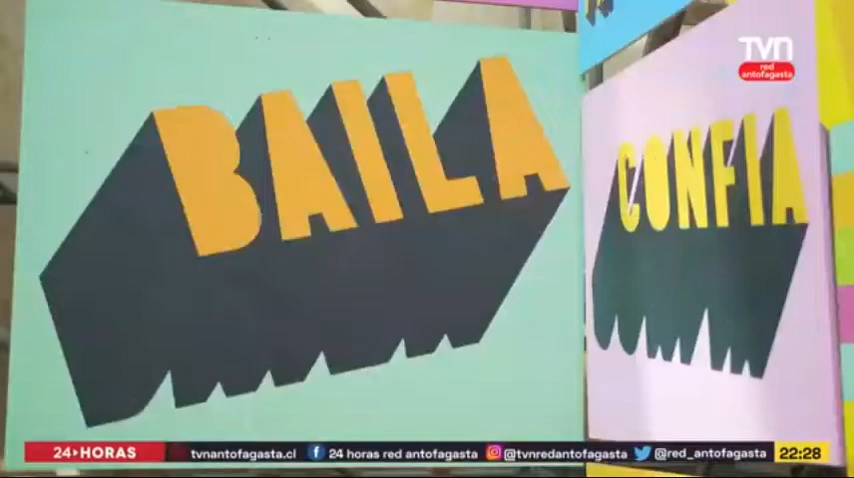 BAILA
CONFIA
TVN
red
antofagasta
24 HORAS
tvnantofagasta.cl
24 horas red antofagasta
@tvnredantofagasta
@red_antofagasta
22:28